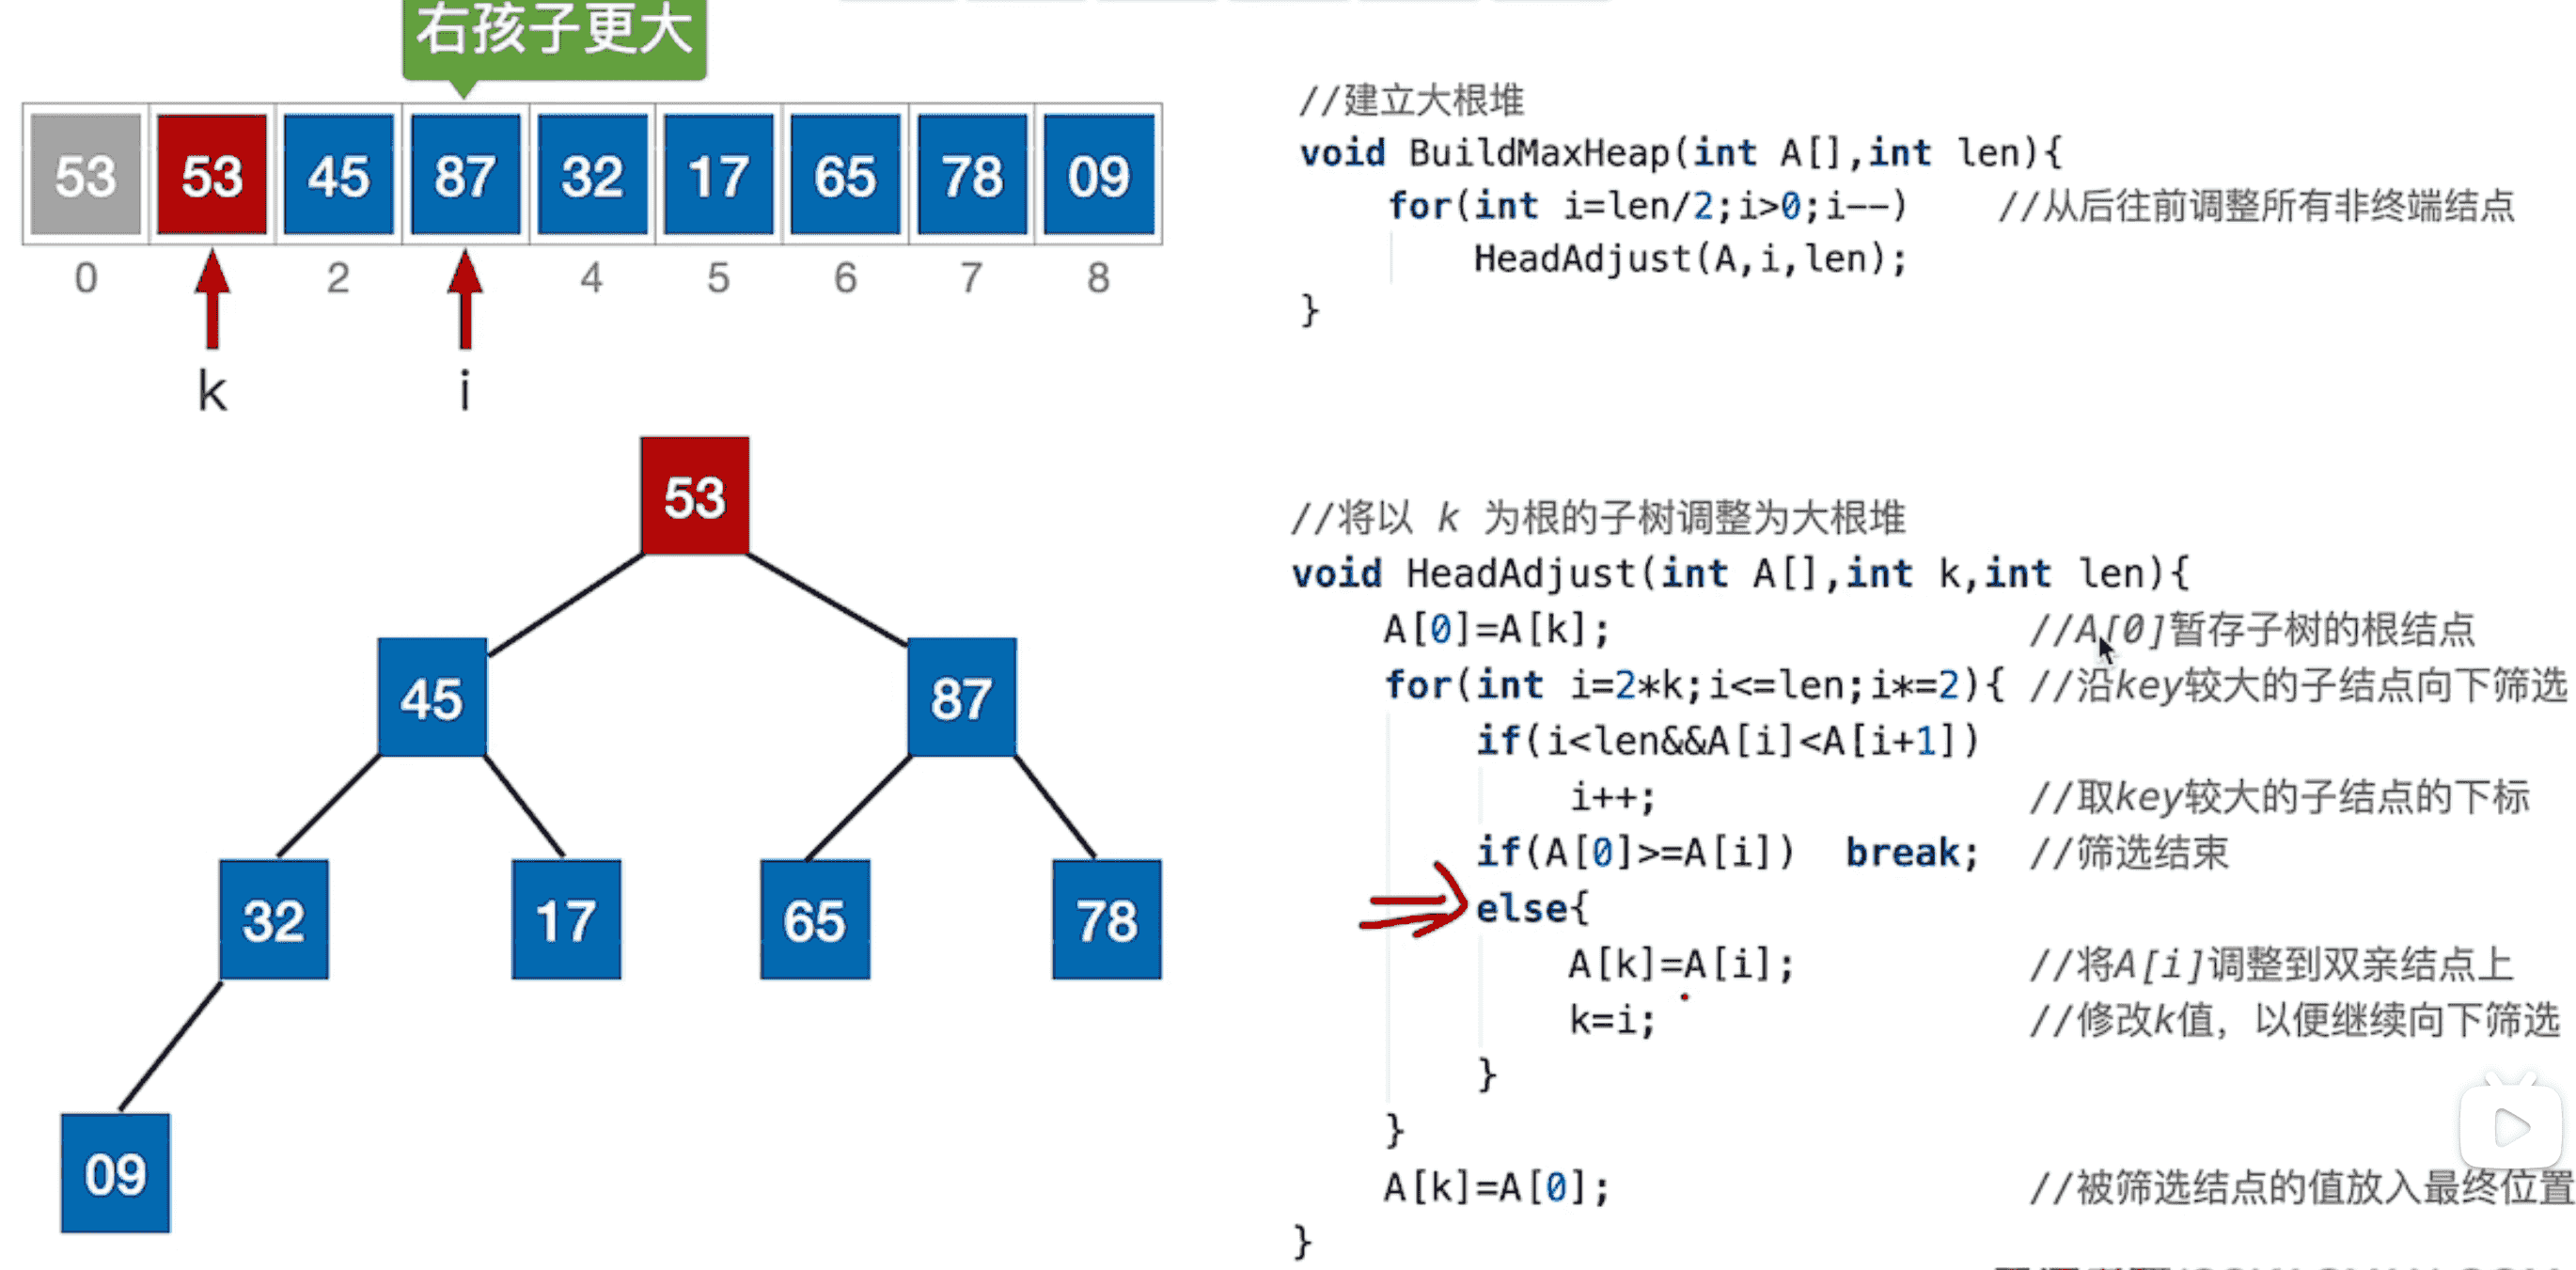 右孩子更大
53 53 45 87 32 17 65 78 09
0 2 4 5 6 7 8
k i
53
45 87
32 17 65 78
09
//建立大根堆
void BuildMaxHeap(int A[],int len){
for(int i=len/2;i>0;i--) //从后往前调整所有非终端结点
HeadAdjust(A,i,len);
}
//将以 k 为根的子树调整为大根堆
void HeadAdjust(int A[],int k,int len){
A[0]=A[k]; //A[0]暂存子树的根结点
for(int i=2*k;i<=len;i*=2){ //沿key较大的子结点向下筛选
if(i<len&&A[i]<A[i+1])
i++; //取key较大的子结点的下标
if(A[0]>=A[i]) break; //筛选结束
else{
A[k]=A[i]; //将A[i]调整到双亲结点上
k=i; //修改k值，以便继续向下筛选
}
}
A[k]=A[0]; //被筛选结点的值放入最终位置
}